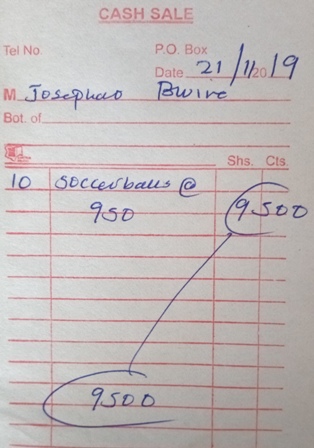 CASH SALE
Tel No. P.O. Box
Date 21/11/2019
M Josephao Bwire
Bot. of
Shs. Cts.
10 soccerballs @
950 9500
9500